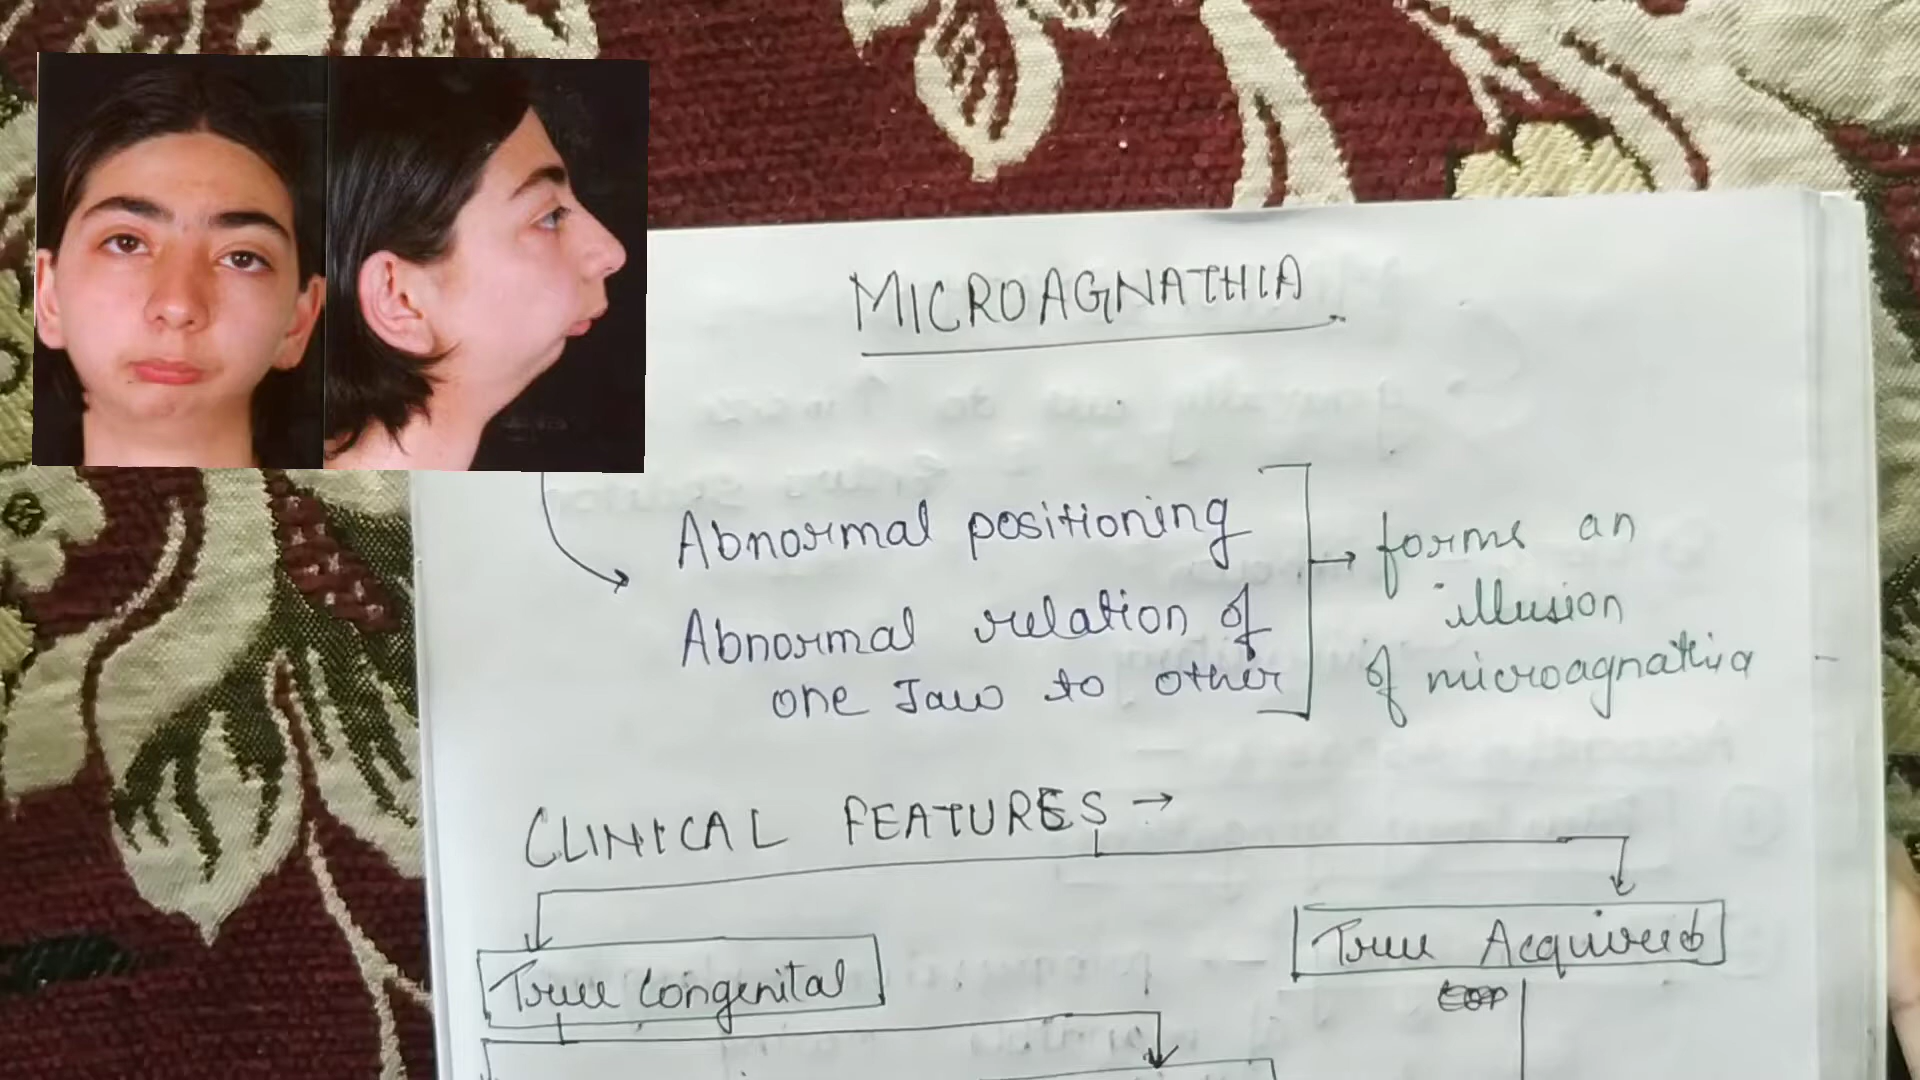 MICROAGNATHIA
Abnormal positioning
Abnormal relation of
one Jaw to other
forms an
illusion
of microagnathia
CLINICAL FEATURES →
True Congenital
True Acquired